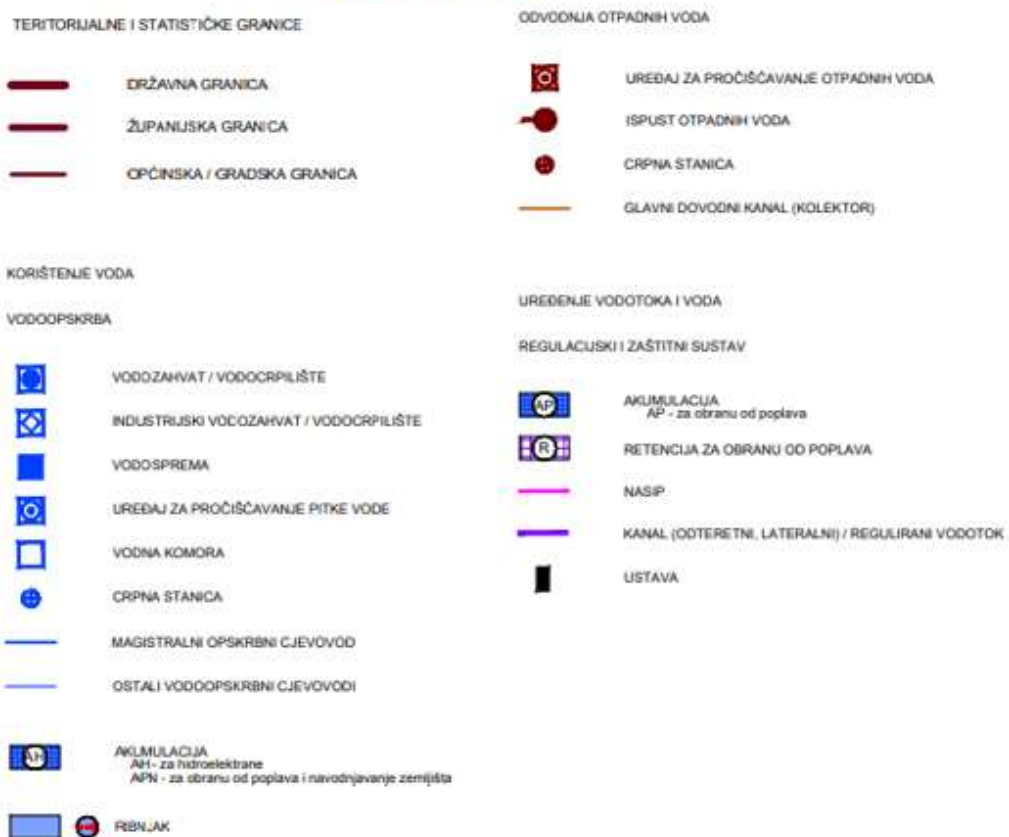 TERITORIJALNE I STATISTIČKE GRANICE
DRŽAVNA GRANICA
ŽUPANIJSKA GRANICA
OPĆINSKA / GRADSKA GRANICA
KORIŠTENJE VODA
VODOOPSKRBA
VODOZAHVAT / VODOCRPILIŠTE
INDUSTRIJSKI VODOZAHVAT / VODOCRPILIŠTE
VODOSPREMA
UREĐAJ ZA PROČIŠĆAVANJE PITKE VODE
VODNA KOMORA
CRPNA STANICA
MAGISTRALNI OPSKRBNI CJEVOVOD
OSTALI VODOOPSKRBNI CJEVOVODI
AH
AKUMULACIJA
AH- za hidroelektrane
APN - za obranu od poplava i navodnjavanje zemljišta
RIBNJAK
ODVODNJA OTPADNIH VODA
UREĐAJ ZA PROČIŠĆAVANJE OTPADNIH VODA
ISPUST OTPADNIH VODA
CRPNA STANICA
GLAVNI DOVODNI KANAL (KOLEKTOR)
UREĐENJE VODOTOKA I VODA
REGULACIJSKI I ZAŠTITNI SUSTAV
AP
AKUMULACIJA
AP - za obranu od poplava
R
RETENCIJA ZA OBRANU OD POPLAVA
NASIP
KANAL (ODTERETNI, LATERALNI) / REGULIRANI VODOTOK
USTAVA